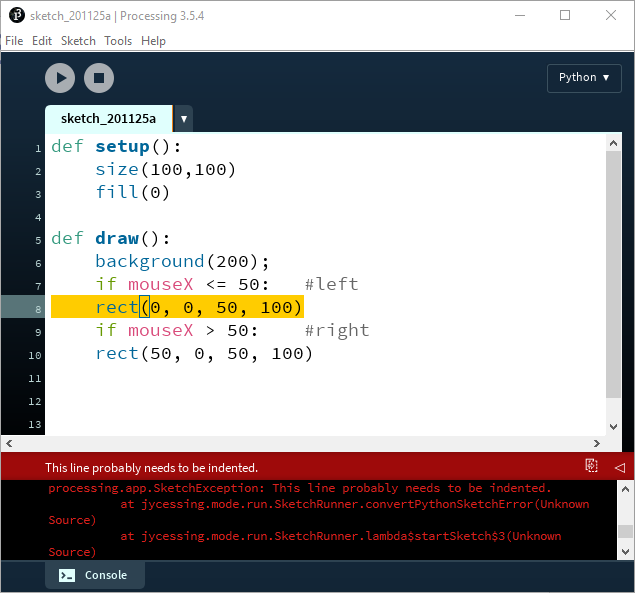 sketch_201125a | Processing 3.5.4
File Edit Sketch Tools Help
Python ▼
sketch_201125a ▼
1 def setup():
2     size(100,100)
3     fill(0)
4
5 def draw():
6     background(200);
7     if mouseX <= 50:   #left
8     rect(0, 0, 50, 100)
9     if mouseX > 50:    #right
10     rect(50, 0, 50, 100)
11
12
13
This line probably needs to be indented.
processing.app.SketchException: This line probably needs to be indented.
at jycessing.mode.run.SketchRunner.convertPythonSketchError(Unknown
Source)
at jycessing.mode.run.SketchRunner.lambda$startSketch$3(Unknown
Source)
Console